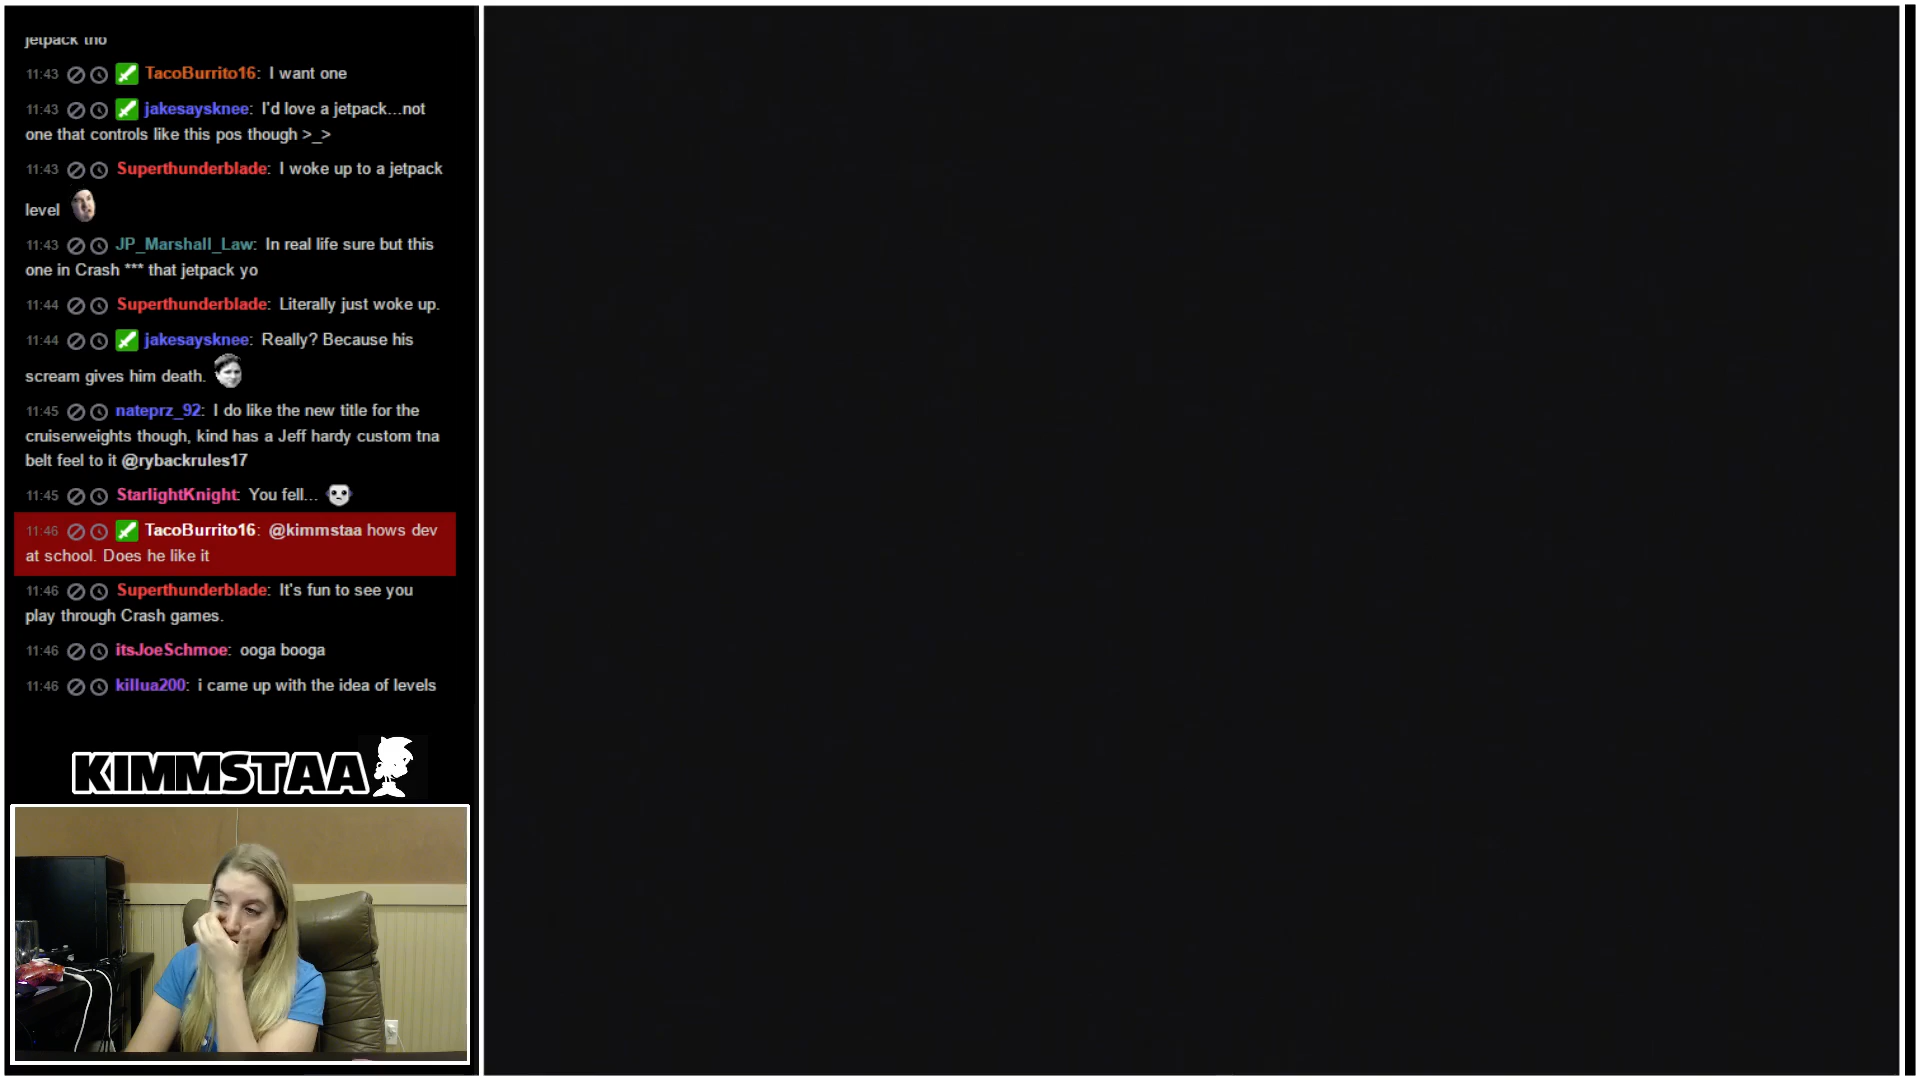 jetpack tho
11:43 TacoBurrito16: I want one
11:43 jakesaysknee: I'd love a jetpack...not
one that controls like this pos though >_>
11:43 Superthunderblade: I woke up to a jetpack
level
11:43 JP_Marshall_Law: In real life sure but this
one in Crash *** that jetpack yo
11:44 Superthunderblade: Literally just woke up.
11:44 jakesaysknee: Really? Because his
scream gives him death.
11:45 nateprz_92: I do like the new title for the
cruiserweights though, kind has a Jeff hardy custom tna
belt feel to it @rybackrules17
11:45 StarlightKnight: You fell...
11:46 TacoBurrito16: @kimmstaa hows dev
at school. Does he like it
11:46 Superthunderblade: It's fun to see you
play through Crash games.
11:46 itsJoeSchmoe: ooga booga
11:46 killua200: i came up with the idea of levels
KIMMSTAA